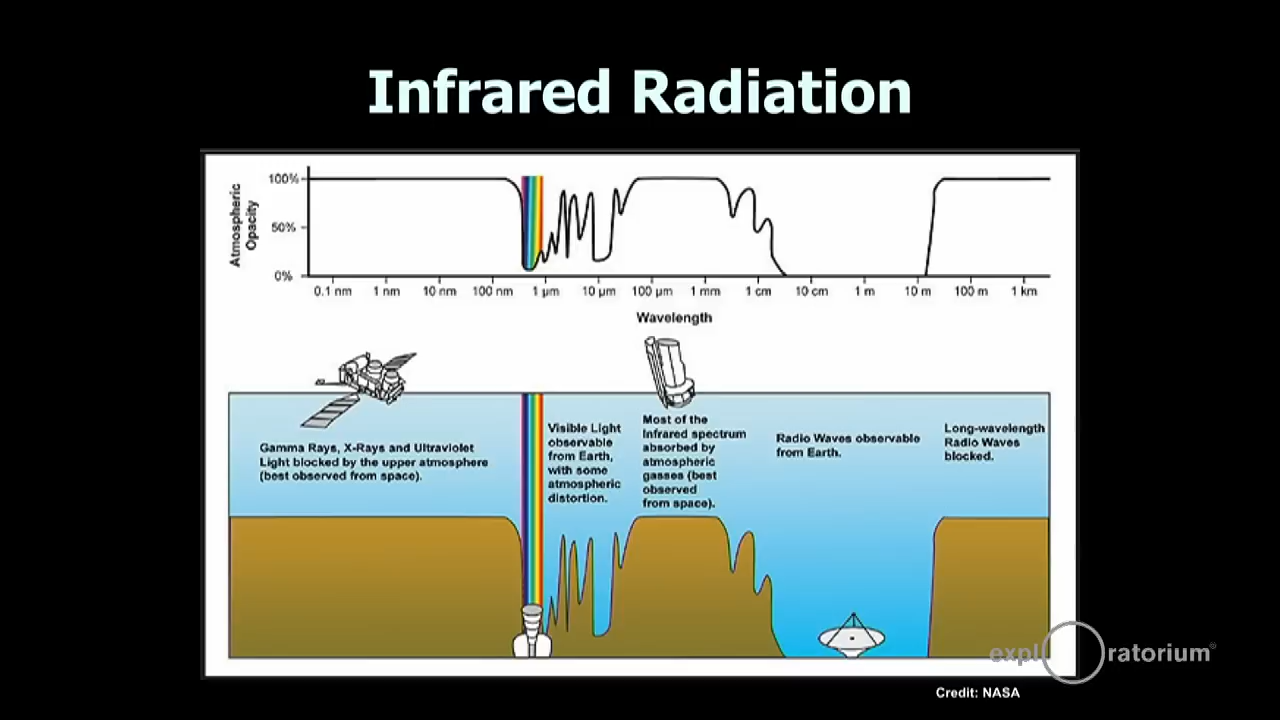 Infrared Radiation
Atmospheric
Opacity
100%
50%
0%
0.1 nm 1 nm 10 nm 100 nm 1 μm 10 μm 100 μm 1 mm 1 cm 10 cm 1 m 10 m 100 m 1 km
Wavelength
Gamma Rays, X-Rays and Ultraviolet
Light blocked by the upper atmosphere
(best observed from space).
Visible Light
observable
from Earth,
with some
atmospheric
distortion.
Most of the
Infrared spectrum
absorbed by
atmospheric
gasses (best
observed
from space).
Radio Waves observable
from Earth.
Long-wavelength
Radio Waves
blocked.
expl ratorium®
Credit: NASA